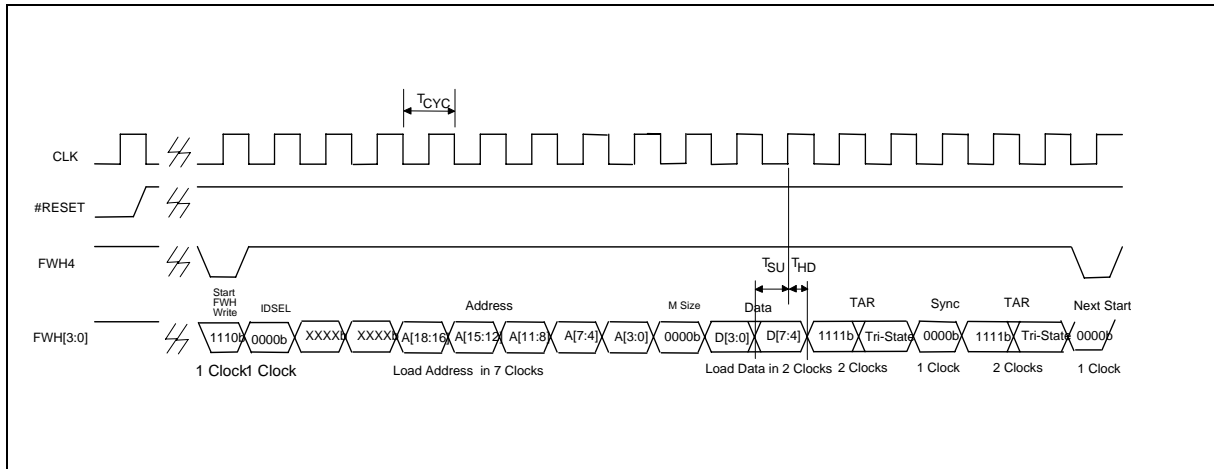 TCYC
CLK
#RESET
FWH4
TSU THD
Start FWH Write
IDSEL
Address
M Size
Data
TAR
Sync
TAR
Next Start
FWH[3:0]
1110b 0000b XXXXb XXXXb A[18:16] A[15:12] A[11:8] A[7:4] A[3:0] 0000b D[3:0] D[7:4] 1111b Tri-State 0000b 1111b Tri-State 0000b
1 Clock 1 Clock Load Address in 7 Clocks Load Data in 2 Clocks 2 Clocks 1 Clock 2 Clocks 1 Clock